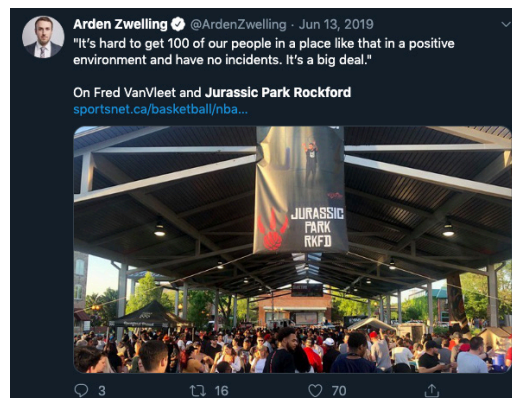 Arden Zwelling @ArdenZwelling · Jun 13, 2019
"It's hard to get 100 of our people in a place like that in a positive
environment and have no incidents. It's a big deal."
On Fred VanVleet and Jurassic Park Rockford
sportsnet.ca/basketball/nba...
JURASSIC
PARK
RKFD
3 16 70